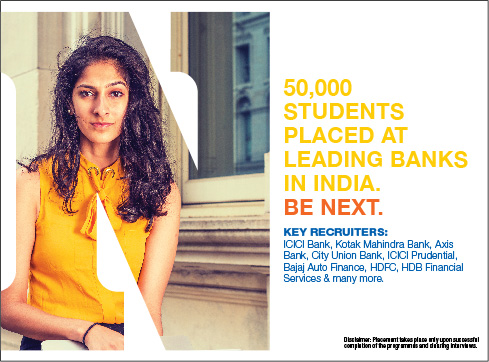 50,000
STUDENTS
PLACED AT
LEADING BANKS
IN INDIA.
BE NEXT.
KEY RECRUITERS:
ICICI Bank, Kotak Mahindra Bank, Axis
Bank, City Union Bank, ICICI Prudential,
Bajaj Auto Finance, HDFC, HDB Financial
Services & many more.
Disclaimer: Placement takes place only upon successful
completion of the programmes and clearing interviews.